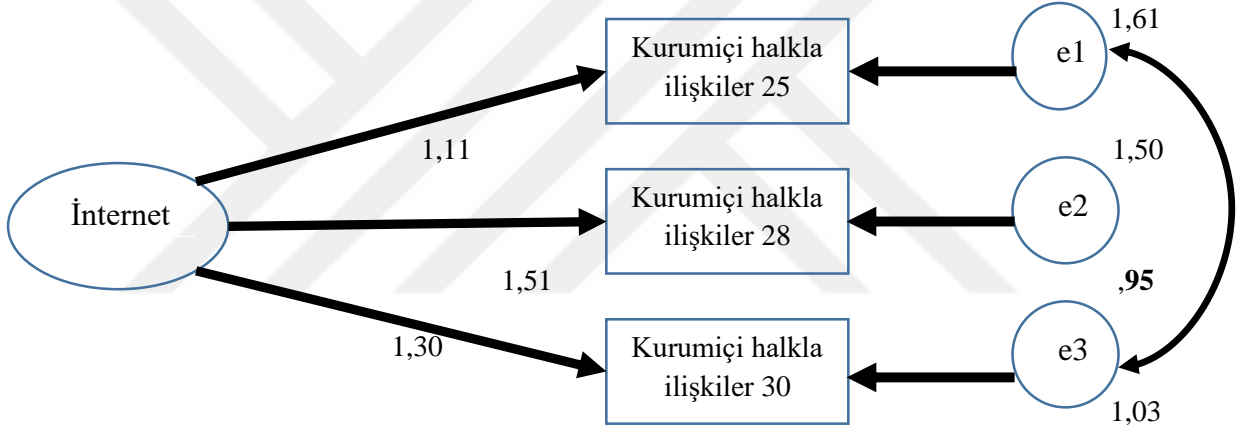 1,61
Kurumiçi halkla
ilişkiler 25
e1
1,11
1,50
İnternet
Kurumiçi halkla
ilişkiler 28
e2
1,51
,95
1,30
Kurumiçi halkla
ilişkiler 30
e3
1,03